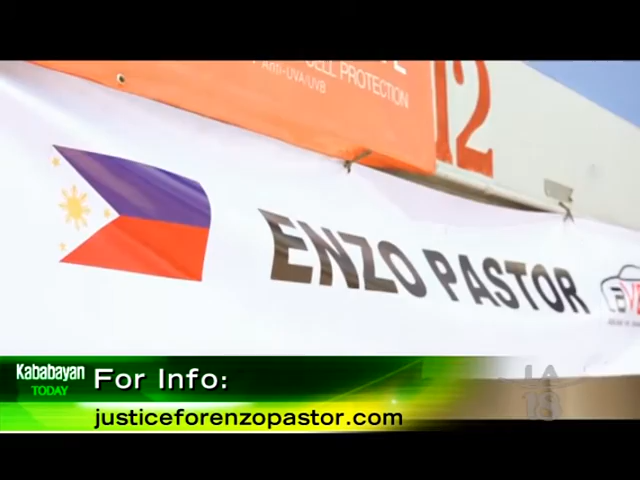 CELL PROTECTION
Anti-UVA/UVB
12
ENZO PASTOR
Kababayan
TODAY
For Info:
justiceforenzopastor.com
LA
18